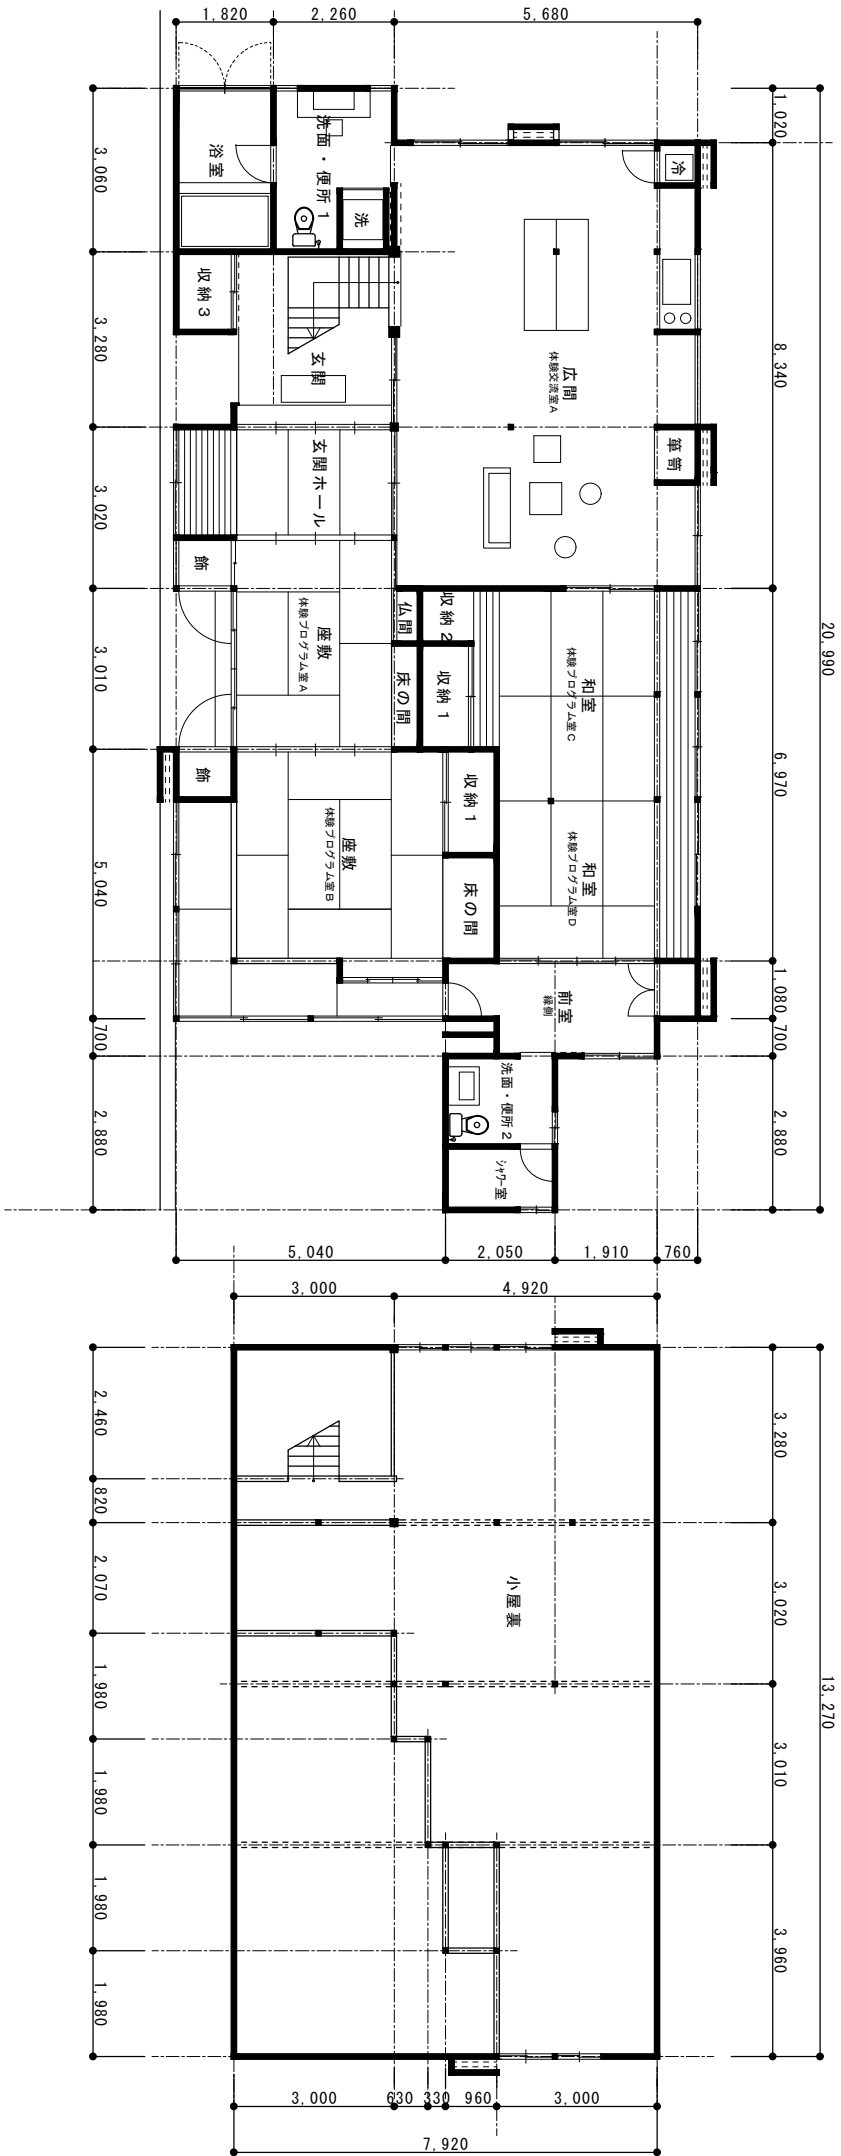 1,820
2,260
5,680
1,020
3,060
浴室
洗面・便所１
洗
冷
収納３
3,280
玄関
広間
体験交流室A
8,340
箪笥
玄関ホール
3,020
飾
仏間
収納２
20,990
座敷
体験プログラム室A
床の間
収納１
和室
体験プログラム室C
3,010
6,970
飾
収納１
座敷
体験プログラム室B
床の間
和室
体験プログラム室D
5,040
前室
縁側
1,080
700
700
洗面・便所２
2,880
2,880
ｼｬﾜｰ室
5,040
2,050
1,910
760
3,000
4,920
2,460
3,280
820
2,070
小屋裏
3,020
13,270
1,980
1,980
3,010
1,980
3,960
1,980
3,000
630
330
960
3,000
7,920